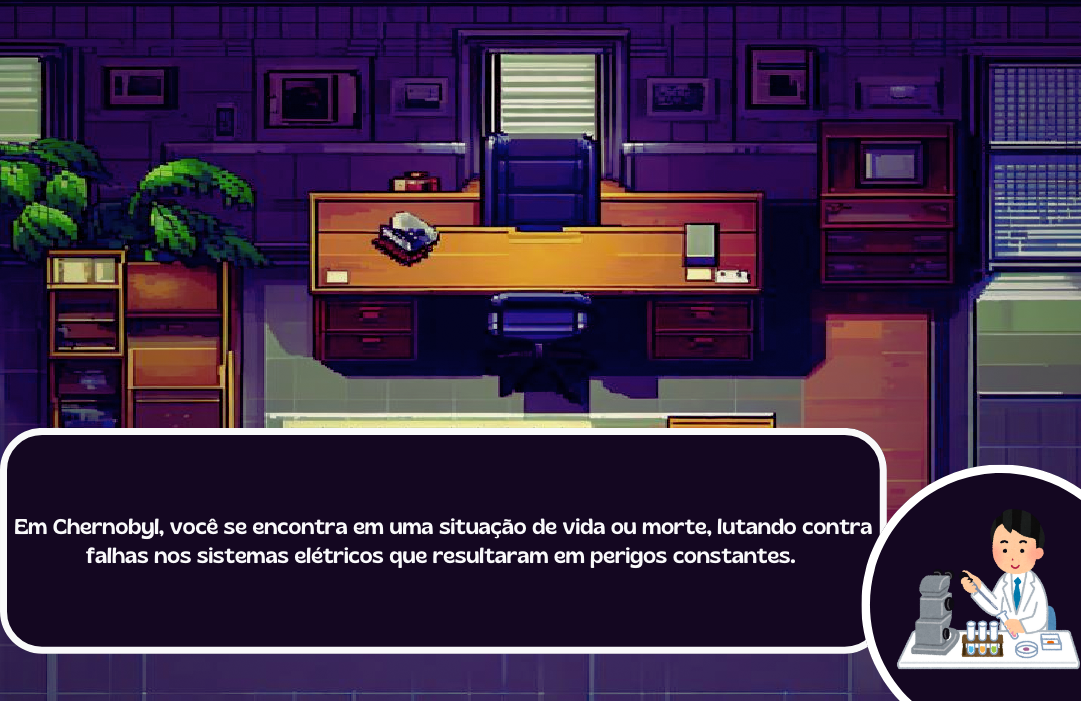 Em Chernobyl, você se encontra em uma situação de vida ou morte, lutando contra
falhas nos sistemas elétricos que resultaram em perigos constantes.